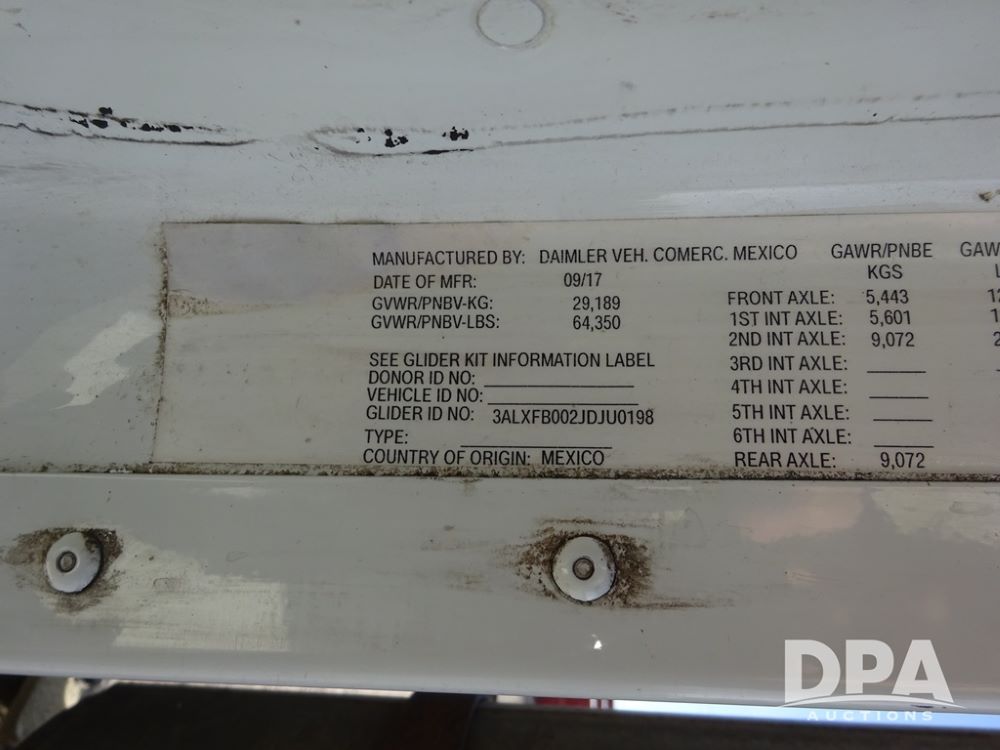 MANUFACTURED BY: DAIMLER VEH. COMERC. MEXICO
DATE OF MFR: 09/17
GVWR/PNBV-KG: 29,189
GVWR/PNBV-LBS: 64,350
SEE GLIDER KIT INFORMATION LABEL
DONOR ID NO:
VEHICLE ID NO:
GLIDER ID NO: 3ALXFB002JDJU0198
TYPE:
COUNTRY OF ORIGIN: MEXICO
GAWR/PNBE GAW
KGS
FRONT AXLE: 5,443
1ST INT AXLE: 5,601
2ND INT AXLE: 9,072
3RD INT AXLE:
4TH INT AXLE:
5TH INT AXLE:
6TH INT AXLE:
REAR AXLE: 9,072
DPA
AUCTIONS